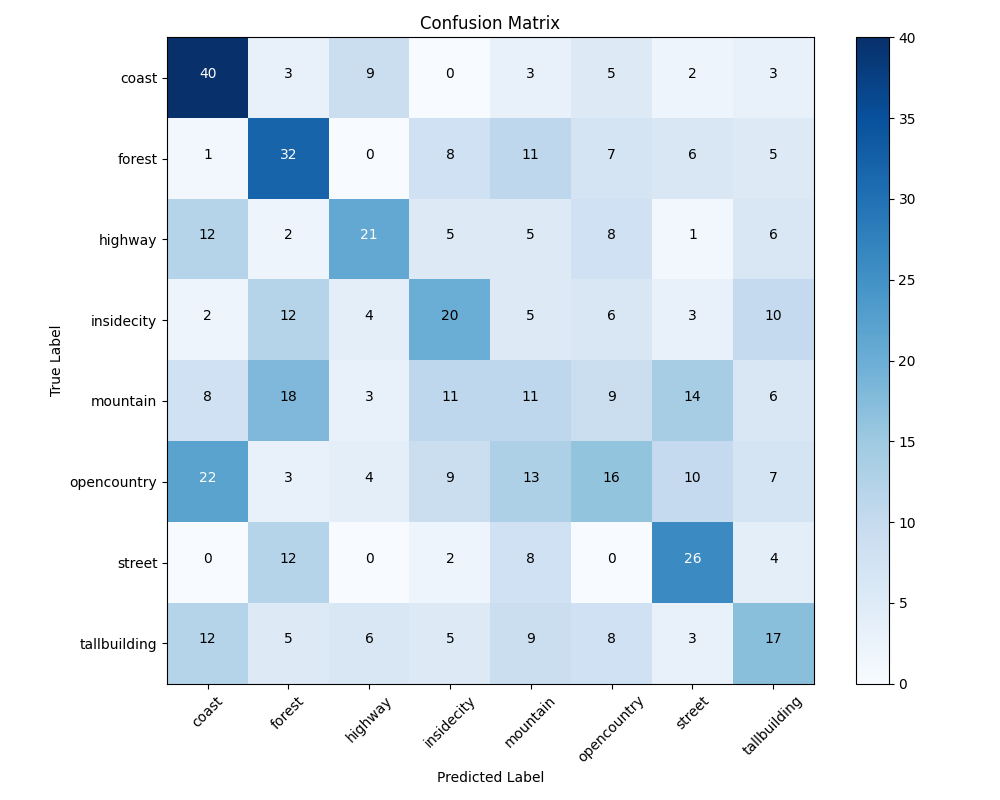 Confusion Matrix
True Label
coast 40 3 9 0 3 5 2 3
forest 1 32 0 8 11 7 6 5
highway 12 2 21 5 5 8 1 6
insidecity 2 12 4 20 5 6 3 10
mountain 8 18 3 11 11 9 14 6
opencountry 22 3 4 9 13 16 10 7
street 0 12 0 2 8 0 26 4
tallbuilding 12 5 6 5 9 8 3 17
coast forest highway insidecity mountain opencountry street tallbuilding
Predicted Label
40
35
30
25
20
15
10
5
0